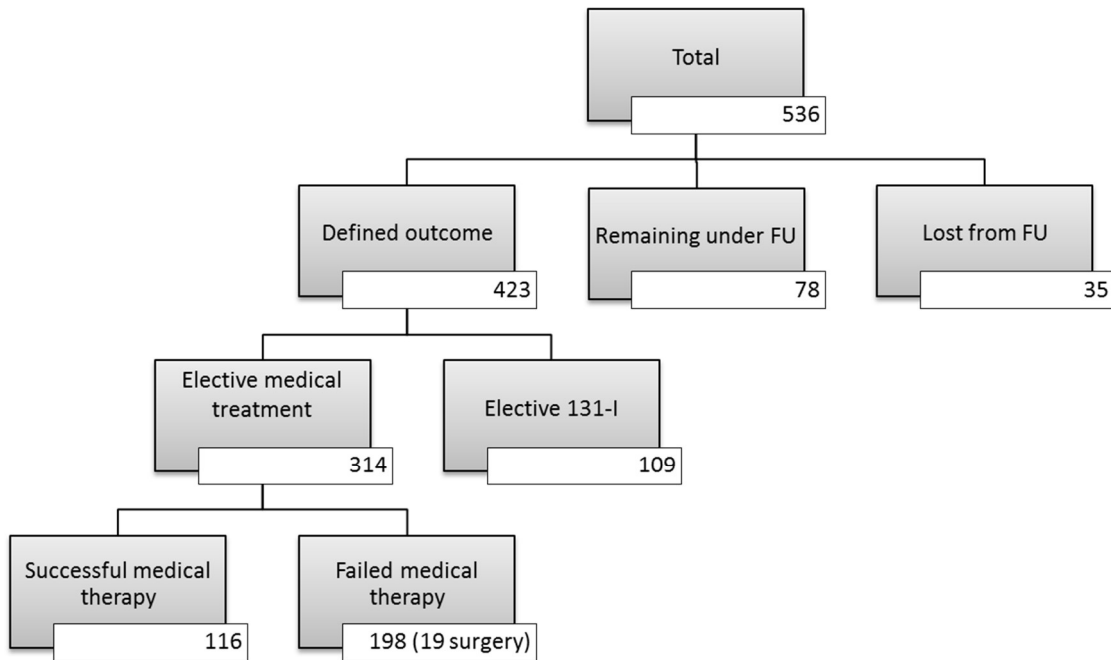 Total
536
Defined outcome
423
Remaining under FU
78
Lost from FU
35
Elective medical
treatment
314
Elective 131-I
109
Successful medical
therapy
116
Failed medical
therapy
198 (19 surgery)